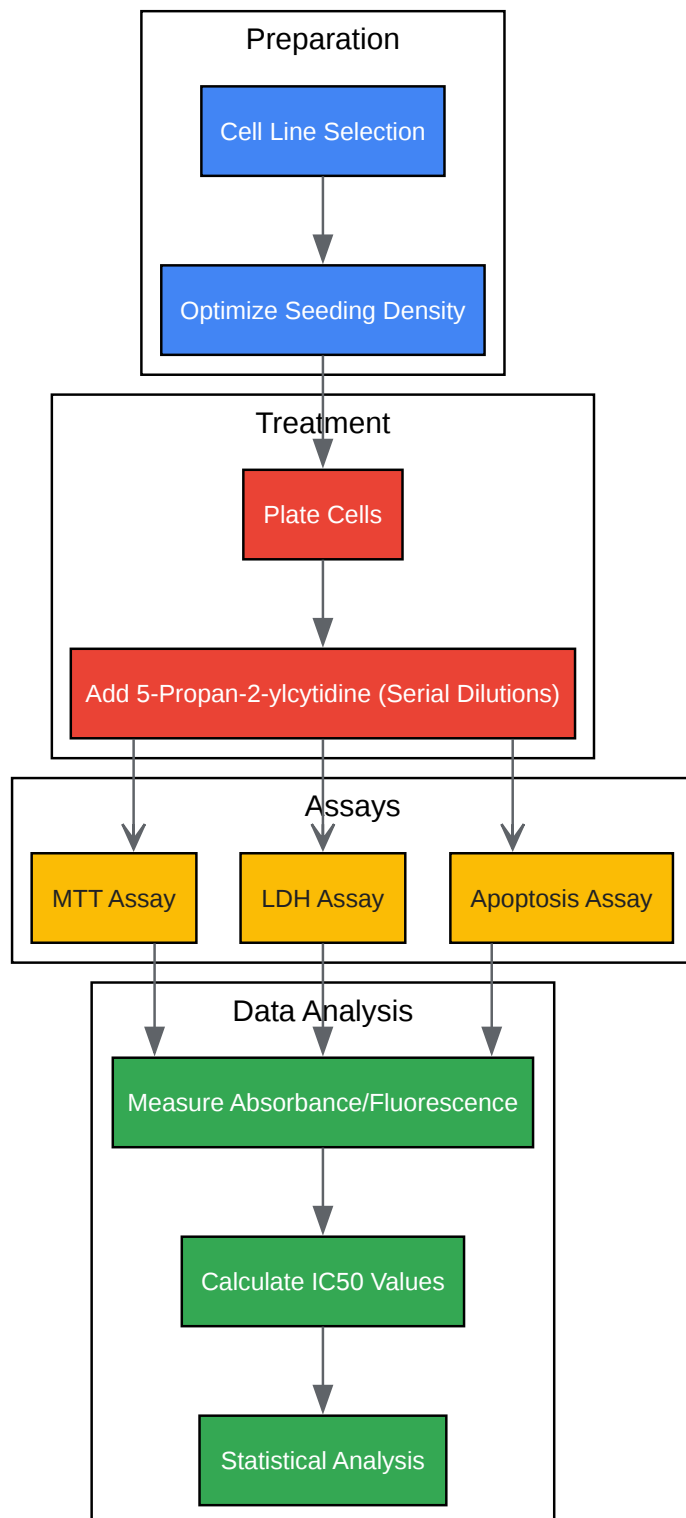 Preparation
Cell Line Selection
Optimize Seeding Density
Treatment
Plate Cells
Add 5-Propan-2-ylcytidine (Serial Dilutions)
Assays
MTT Assay
LDH Assay
Apoptosis Assay
Data Analysis
Measure Absorbance/Fluorescence
Calculate IC50 Values
Statistical Analysis